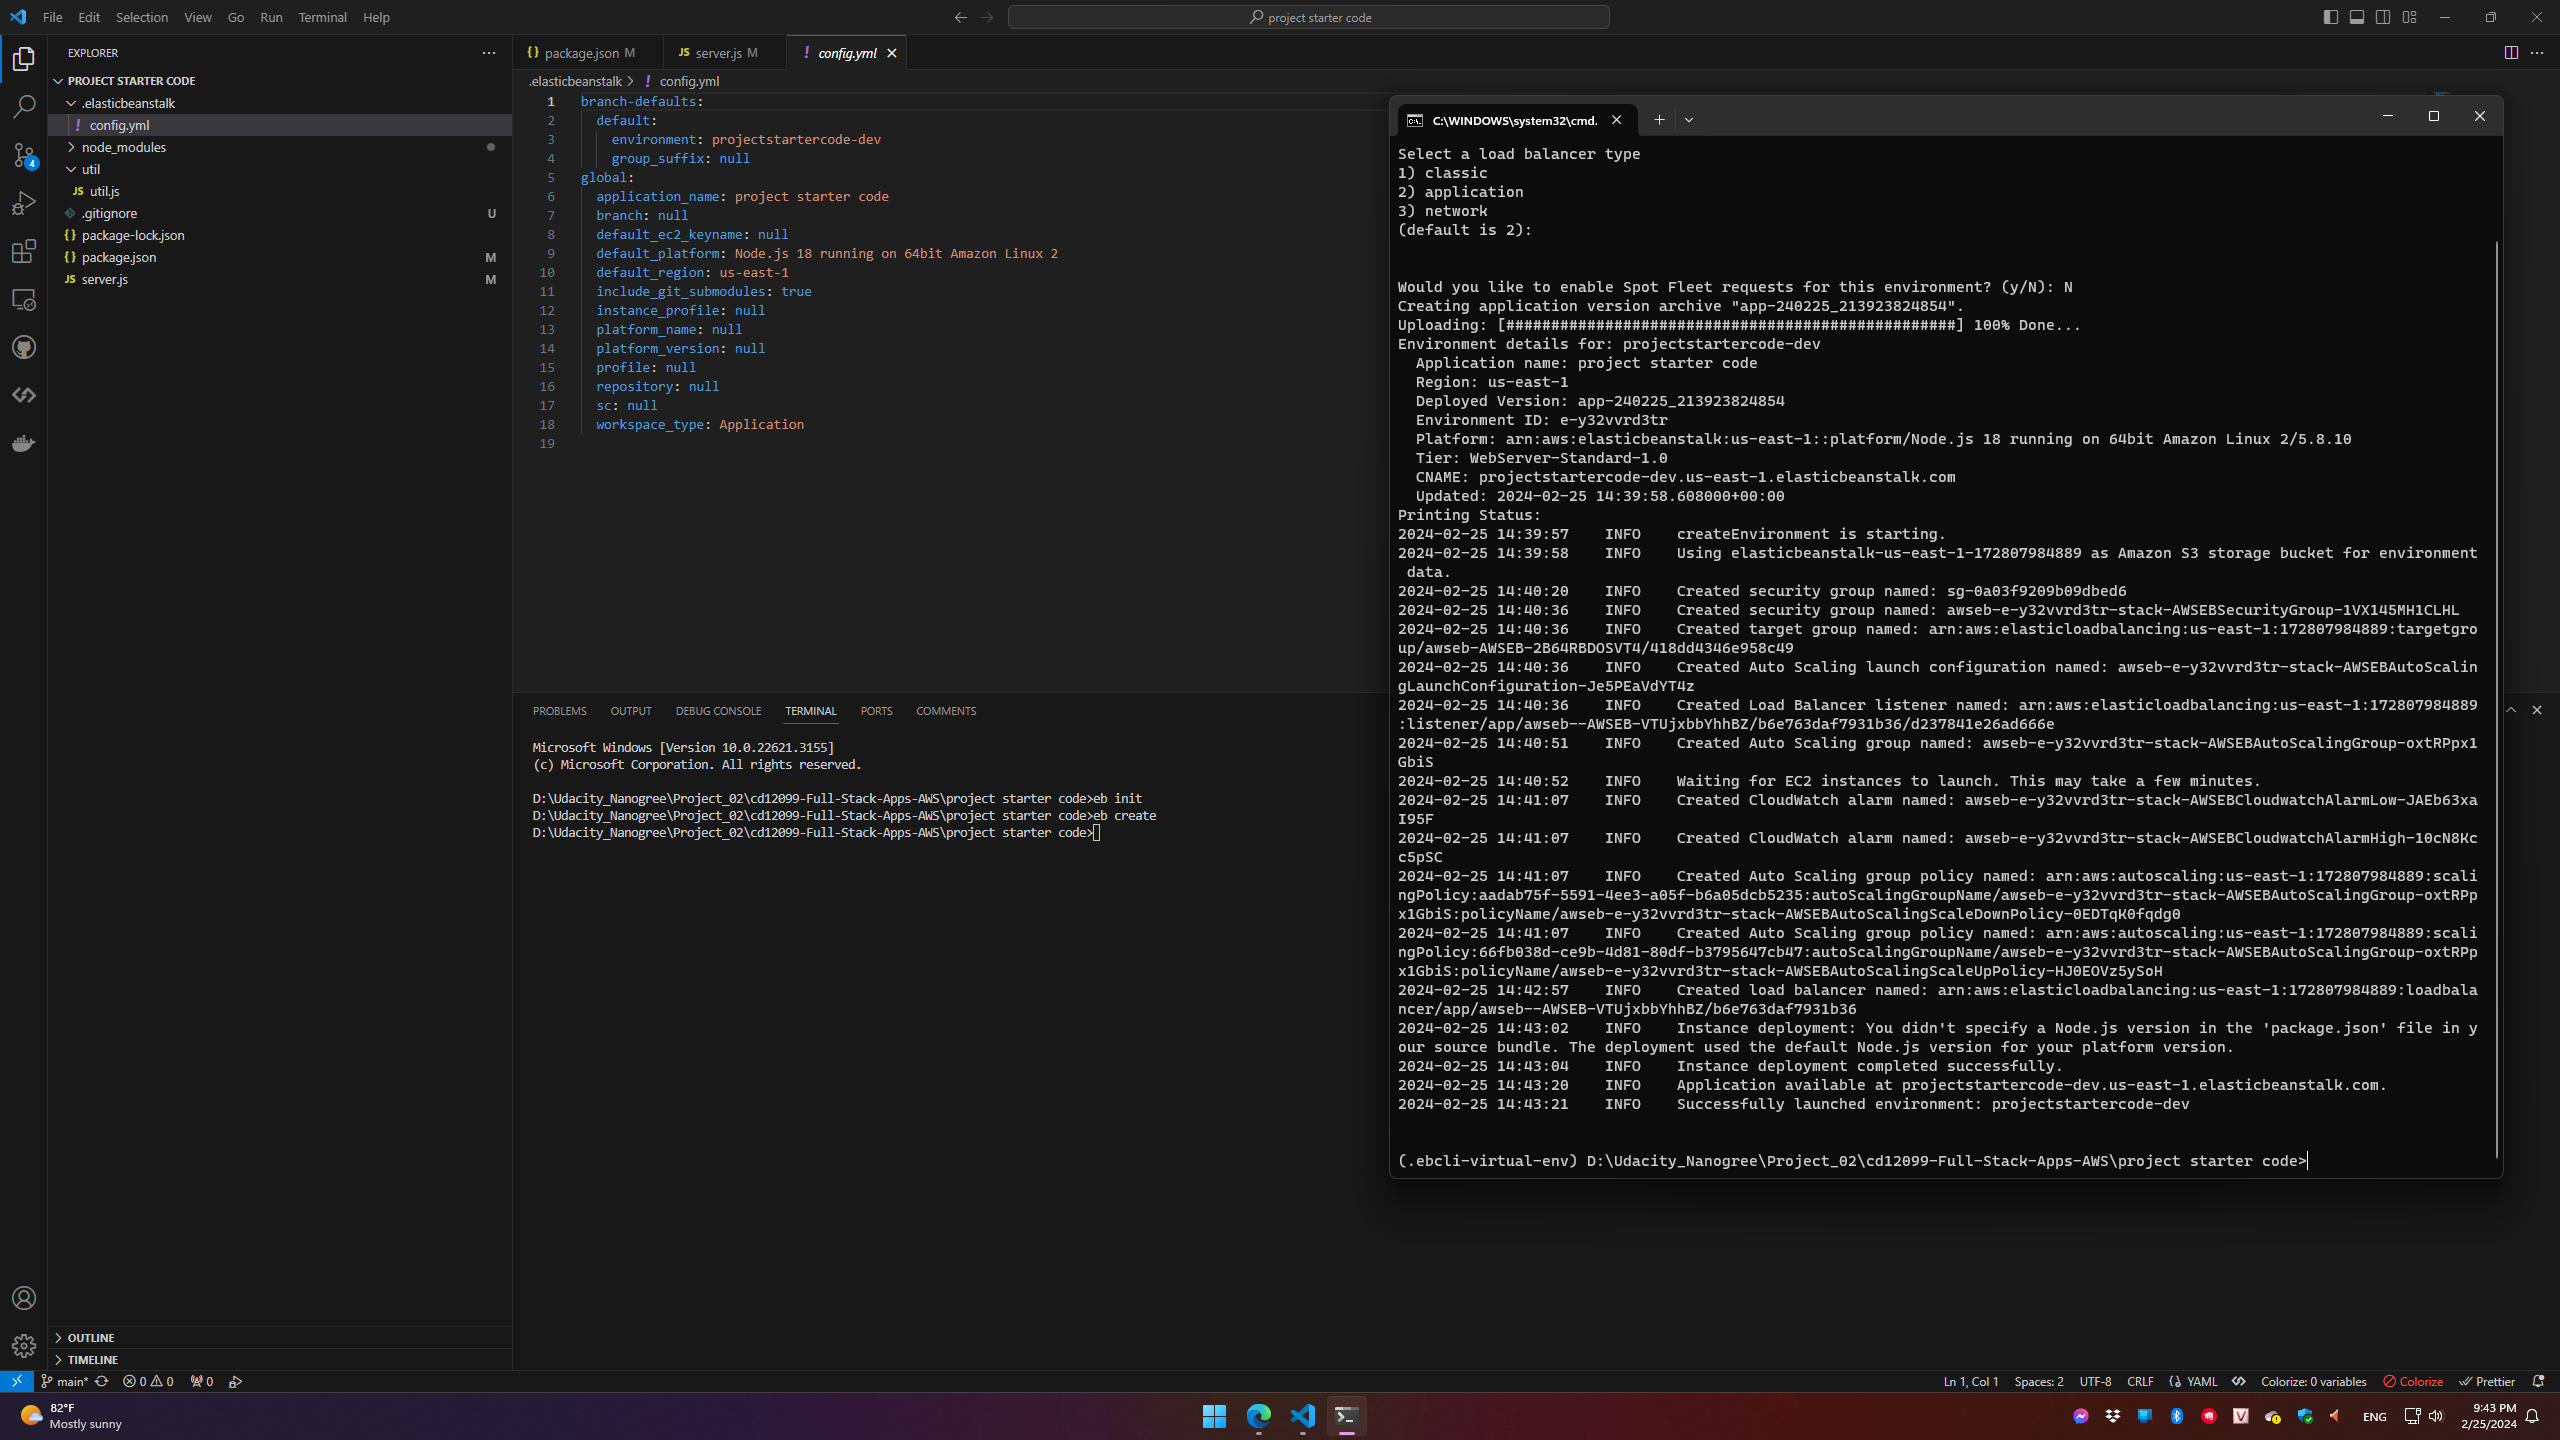 File Edit Selection View Go Run Terminal Help
project starter code
EXPLORER
PROJECT STARTER CODE
.elasticbeanstalk
! config.yml
node_modules
util
JS util.js
.gitignore U
{} package-lock.json
{} package.json M
JS server.js M
OUTLINE
TIMELINE
4
{} package.json M JS server.js M ! config.yml
.elasticbeanstalk > ! config.yml
1 branch-defaults:
2 default:
3 environment: projectstartercode-dev
4 group_suffix: null
5 global:
6 application_name: project starter code
7 branch: null
8 default_ec2_keyname: null
9 default_platform: Node.js 18 running on 64bit Amazon Linux 2
10 default_region: us-east-1
11 include_git_submodules: true
12 instance_profile: null
13 platform_name: null
14 platform_version: null
15 profile: null
16 repository: null
17 sc: null
18 workspace_type: Application
19
PROBLEMS OUTPUT DEBUG CONSOLE TERMINAL PORTS COMMENTS
Microsoft Windows [Version 10.0.22621.3155]
(c) Microsoft Corporation. All rights reserved.
D:\Udacity_Nanogree\Project_02\cd12099-Full-Stack-Apps-AWS\project starter code>eb init
D:\Udacity_Nanogree\Project_02\cd12099-Full-Stack-Apps-AWS\project starter code>eb create
D:\Udacity_Nanogree\Project_02\cd12099-Full-Stack-Apps-AWS\project starter code>
C:\WINDOWS\system32\cmd.
Select a load balancer type
1) classic
2) application
3) network
(default is 2):
Would you like to enable Spot Fleet requests for this environment? (y/N): N
Creating application version archive "app-240225_213923824854".
Uploading: [##################################################] 100% Done...
Environment details for: projectstartercode-dev
Application name: project starter code
Region: us-east-1
Deployed Version: app-240225_213923824854
Environment ID: e-y32vvrd3tr
Platform: arn:aws:elasticbeanstalk:us-east-1::platform/Node.js 18 running on 64bit Amazon Linux 2/5.8.10
Tier: WebServer-Standard-1.0
CNAME: projectstartercode-dev.us-east-1.elasticbeanstalk.com
Updated: 2024-02-25 14:39:58.608000+00:00
Printing Status:
2024-02-25 14:39:57 INFO createEnvironment is starting.
2024-02-25 14:39:58 INFO Using elasticbeanstalk-us-east-1-172807984889 as Amazon S3 storage bucket for environment
data.
2024-02-25 14:40:20 INFO Created security group named: sg-0a03f9209b09dbed6
2024-02-25 14:40:36 INFO Created security group named: awseb-e-y32vvrd3tr-stack-AWSEBSecurityGroup-1VX145MH1CLHL
2024-02-25 14:40:36 INFO Created target group named: arn:aws:elasticloadbalancing:us-east-1:172807984889:targetgro
up/awseb-AWSEB-2B64RBDOSVT4/418dd4346e958c49
2024-02-25 14:40:36 INFO Created Auto Scaling launch configuration named: awseb-e-y32vvrd3tr-stack-AWSEBAutoScalin
gLaunchConfiguration-Je5PEaVdYT4z
2024-02-25 14:40:36 INFO Created Load Balancer listener named: arn:aws:elasticloadbalancing:us-east-1:172807984889
:listener/app/awseb--AWSEB-VTUjxbbYhhBZ/b6e763daf7931b36/d237841e26ad666e
2024-02-25 14:40:51 INFO Created Auto Scaling group named: awseb-e-y32vvrd3tr-stack-AWSEBAutoScalingGroup-oxtRPpx1
GbiS
2024-02-25 14:40:52 INFO Waiting for EC2 instances to launch. This may take a few minutes.
2024-02-25 14:41:07 INFO Created CloudWatch alarm named: awseb-e-y32vvrd3tr-stack-AWSEBCloudwatchAlarmLow-JAEb63xa
I95F
2024-02-25 14:41:07 INFO Created CloudWatch alarm named: awseb-e-y32vvrd3tr-stack-AWSEBCloudwatchAlarmHigh-10cN8Kc
c5pSC
2024-02-25 14:41:07 INFO Created Auto Scaling group policy named: arn:aws:autoscaling:us-east-1:172807984889:scali
ngPolicy:aadab75f-5591-4ee3-a05f-b6a05dcb5235:autoScalingGroupName/awseb-e-y32vvrd3tr-stack-AWSEBAutoScalingGroup-oxtRPp
x1GbiS:policyName/awseb-e-y32vvrd3tr-stack-AWSEBAutoScalingScaleDownPolicy-0EDTqK0fqdg0
2024-02-25 14:41:07 INFO Created Auto Scaling group policy named: arn:aws:autoscaling:us-east-1:172807984889:scali
ngPolicy:66fb038d-ce9b-4d81-80df-b3795647cb47:autoScalingGroupName/awseb-e-y32vvrd3tr-stack-AWSEBAutoScalingGroup-oxtRPp
x1GbiS:policyName/awseb-e-y32vvrd3tr-stack-AWSEBAutoScalingScaleUpPolicy-HJ0EOVz5ySoH
2024-02-25 14:42:57 INFO Created load balancer named: arn:aws:elasticloadbalancing:us-east-1:172807984889:loadbala
ncer/app/awseb--AWSEB-VTUjxbbYhhBZ/b6e763daf7931b36
2024-02-25 14:43:02 INFO Instance deployment: You didn't specify a Node.js version in the 'package.json' file in y
our source bundle. The deployment used the default Node.js version for your platform version.
2024-02-25 14:43:04 INFO Instance deployment completed successfully.
2024-02-25 14:43:20 INFO Application available at projectstartercode-dev.us-east-1.elasticbeanstalk.com.
2024-02-25 14:43:21 INFO Successfully launched environment: projectstartercode-dev
(.ebcli-virtual-env) D:\Udacity_Nanogree\Project_02\cd12099-Full-Stack-Apps-AWS\project starter code>
main* 0 0 0 Ln 1, Col 1 Spaces: 2 UTF-8 CRLF {} YAML Colorize: 0 variables Colorize Prettier
82°F
Mostly sunny
ENG
9:43 PM
2/25/2024